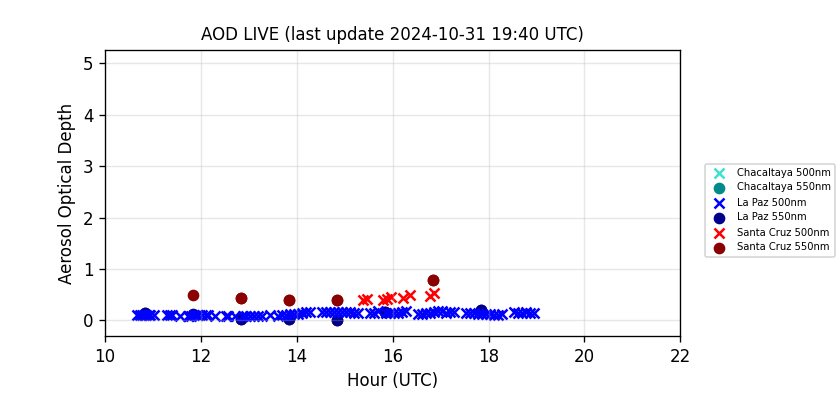 AOD LIVE (last update 2024-10-31 19:40 UTC)
5
4
3
2
1
0
Aerosol Optical Depth
10 12 14 16 18 20 22
Hour (UTC)
Chacaltaya 500nm
Chacaltaya 550nm
La Paz 500nm
La Paz 550nm
Santa Cruz 500nm
Santa Cruz 550nm